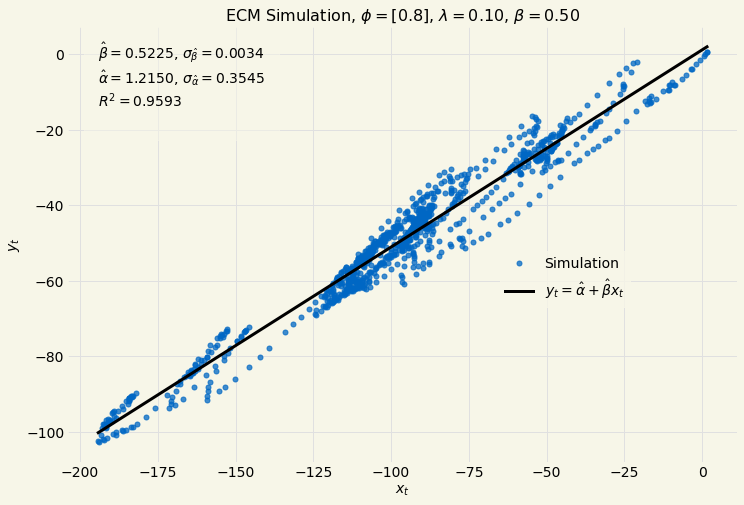 ECM Simulation, ϕ = [0.8], λ = 0.10, β = 0.50
β̂ = 0.5225, σ_β̂ = 0.0034
α̂ = 1.2150, σ_α̂ = 0.3545
R² = 0.9593
0
−20
−40
−60
−80
−100
y_t
Simulation
y_t = α̂ + β̂x_t
−200
−175
−150
−125
−100
−75
−50
−25
0
x_t